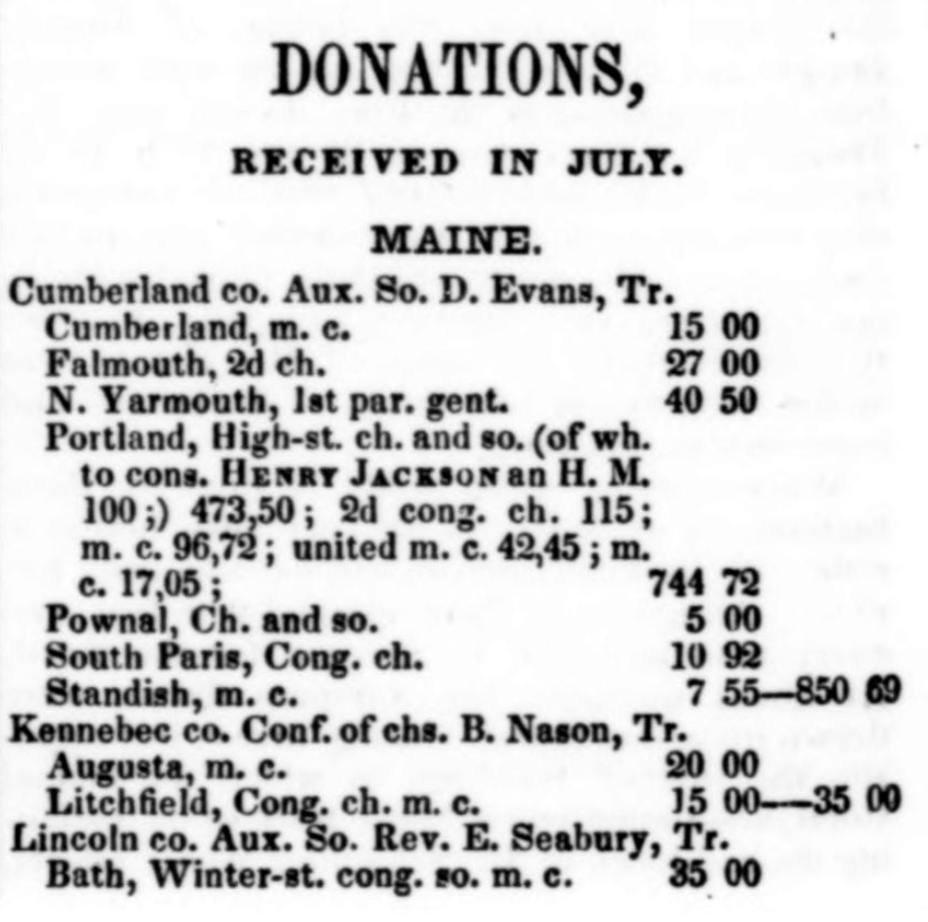 DONATIONS,
RECEIVED IN JULY.
MAINE.
Cumberland co. Aux. So. D. Evans, Tr.
Cumberland, m. c. 15 00
Falmouth, 2d ch. 27 00
N. Yarmouth, 1st par. gent. 40 50
Portland, High-st. ch. and so. (of wh.
to cons. HENRY JACKSON an H. M.
100;) 473,50; 2d cong. ch. 115;
m. c. 96,72; united m. c. 42,45; m.
c. 17,05; 744 72
Pownal, Ch. and so. 5 00
South Paris, Cong. ch. 10 92
Standish, m. c. 7 55—850 69
Kennebec co. Conf. of chs. B. Nason, Tr.
Augusta, m. c. 20 00
Litchfield, Cong. ch. m. c. 15 00——35 00
Lincoln co. Aux. So. Rev. E. Seabury, Tr.
Bath, Winter-st. cong. so. m. c. 35 00